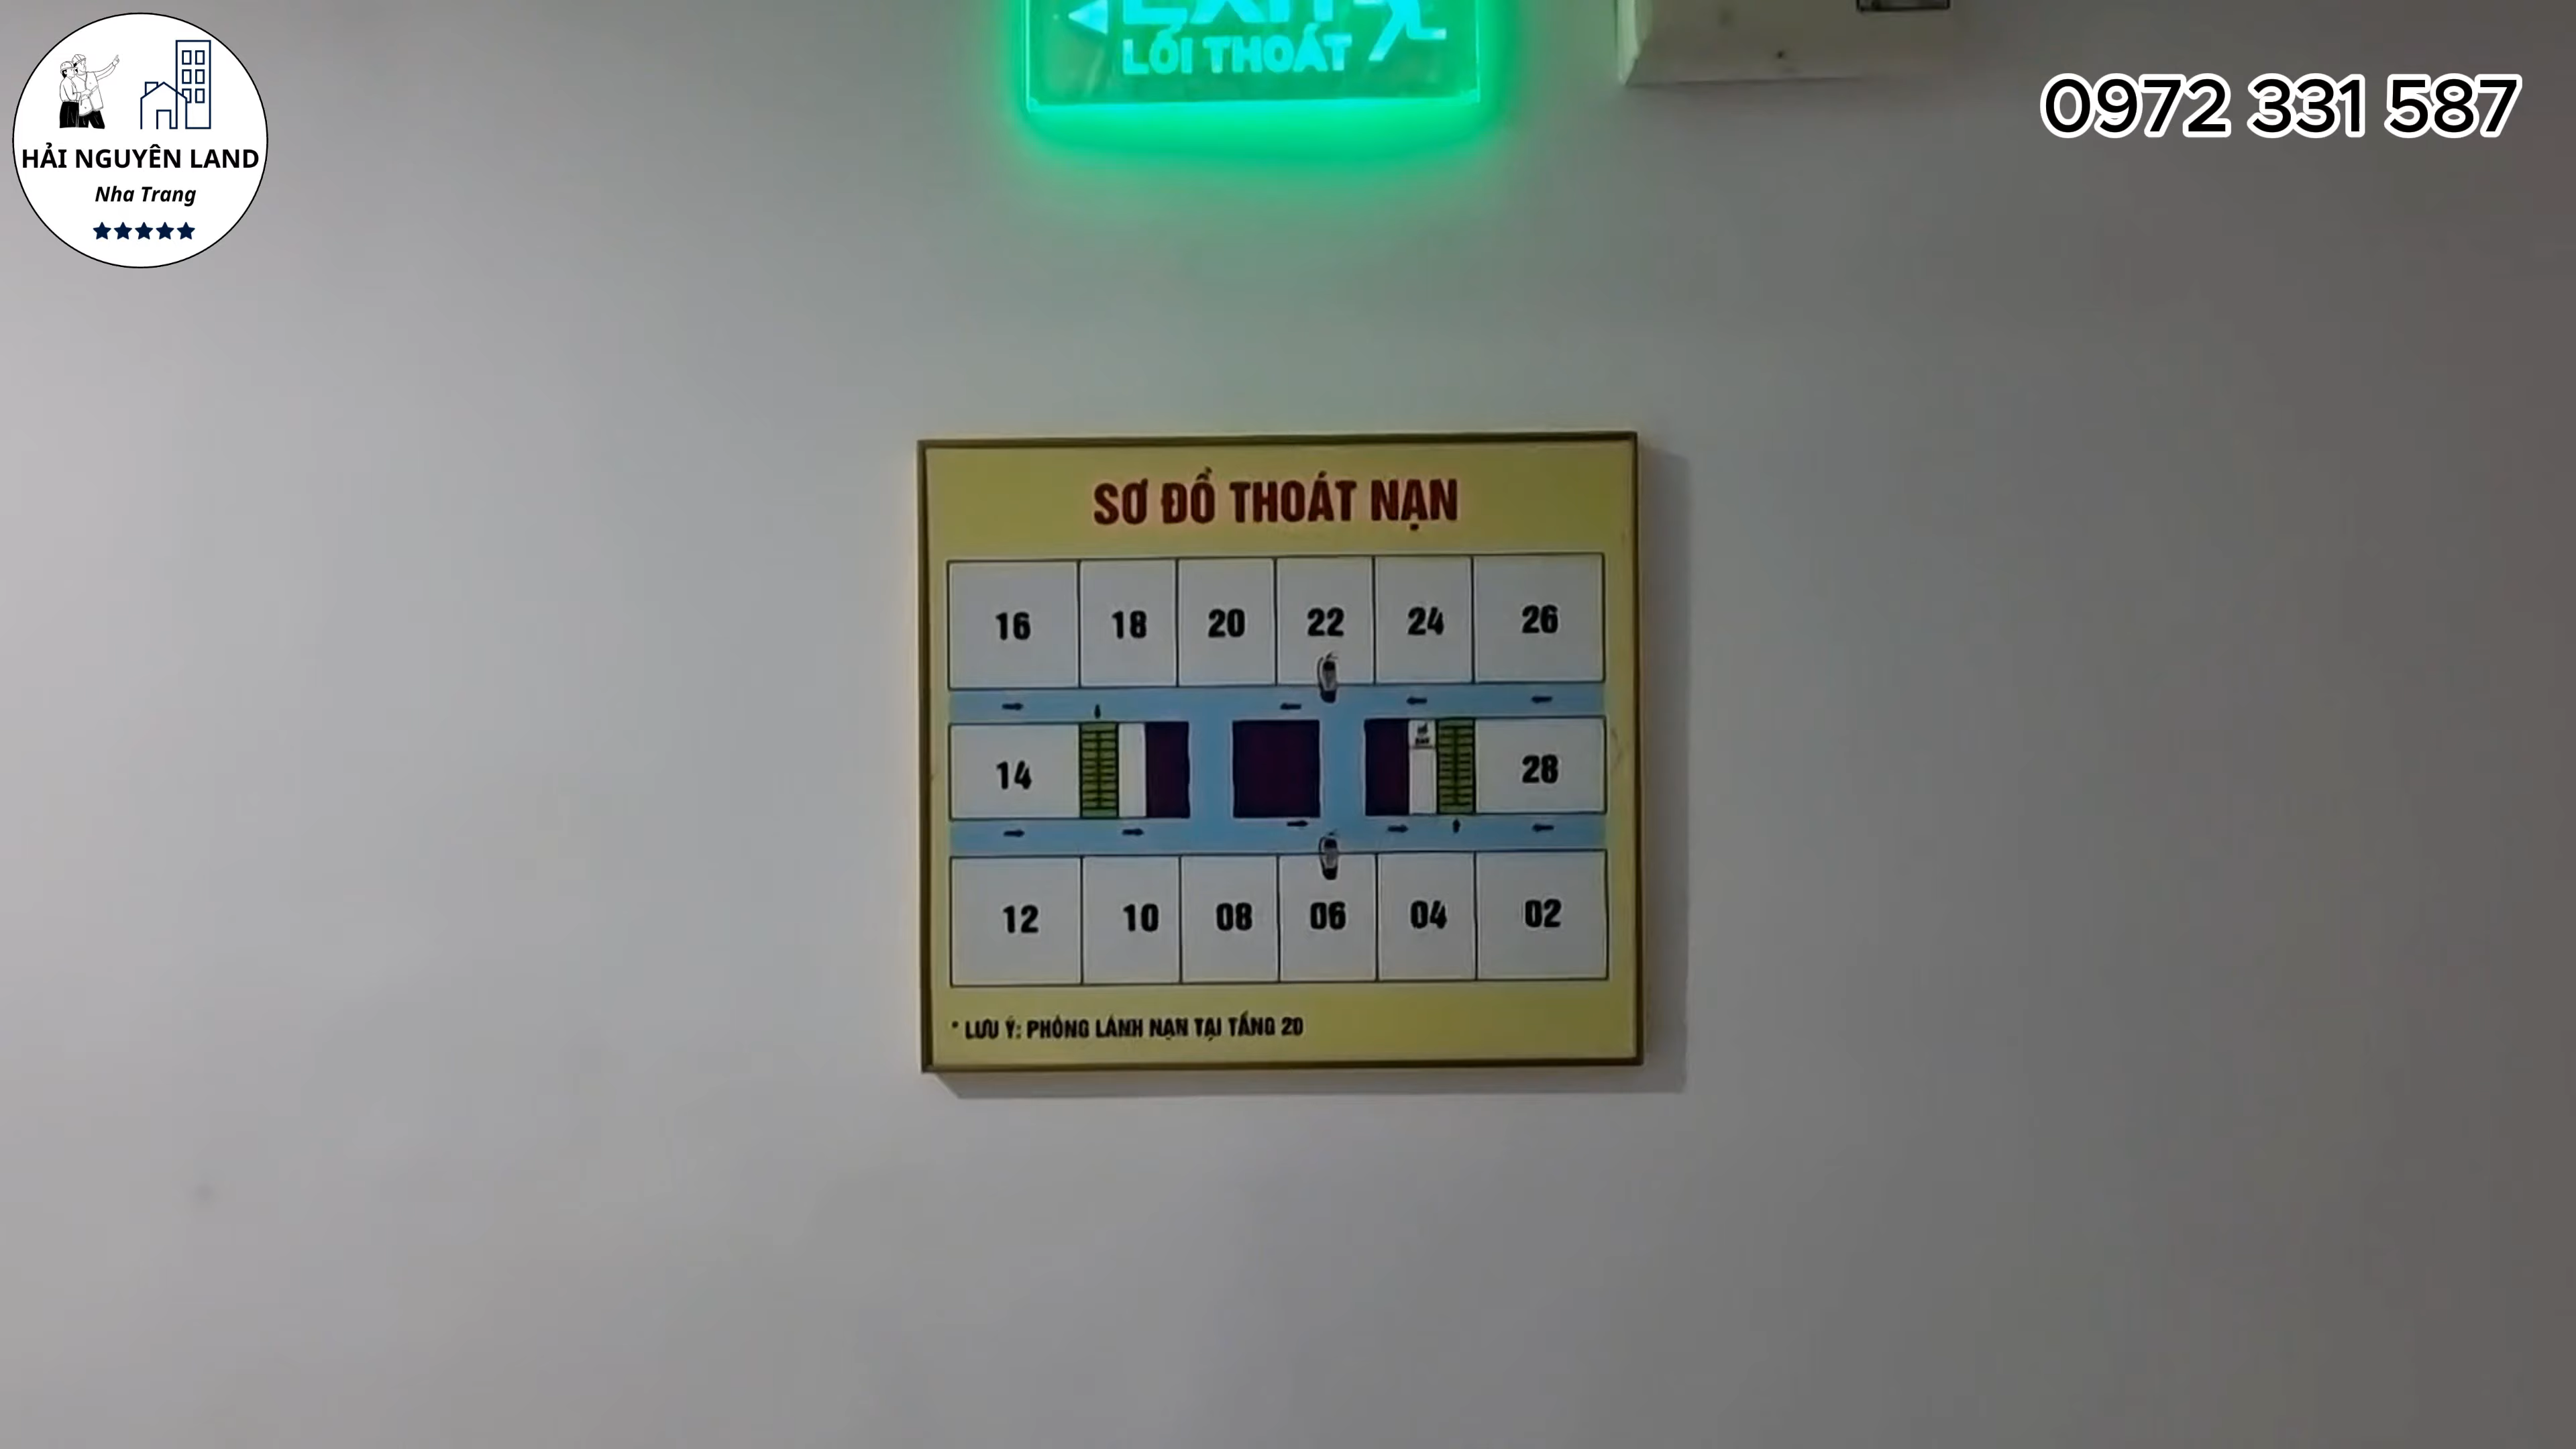 EXIT
LỐI THOÁT
HẢI NGUYÊN LAND
Nha Trang
0972 331 587
SƠ ĐỒ THOÁT NẠN
16 18 20 22 24 26
14 28
12 10 08 06 04 02
* LƯU Ý: PHÒNG LÁNH NẠN TẠI TẦNG 20